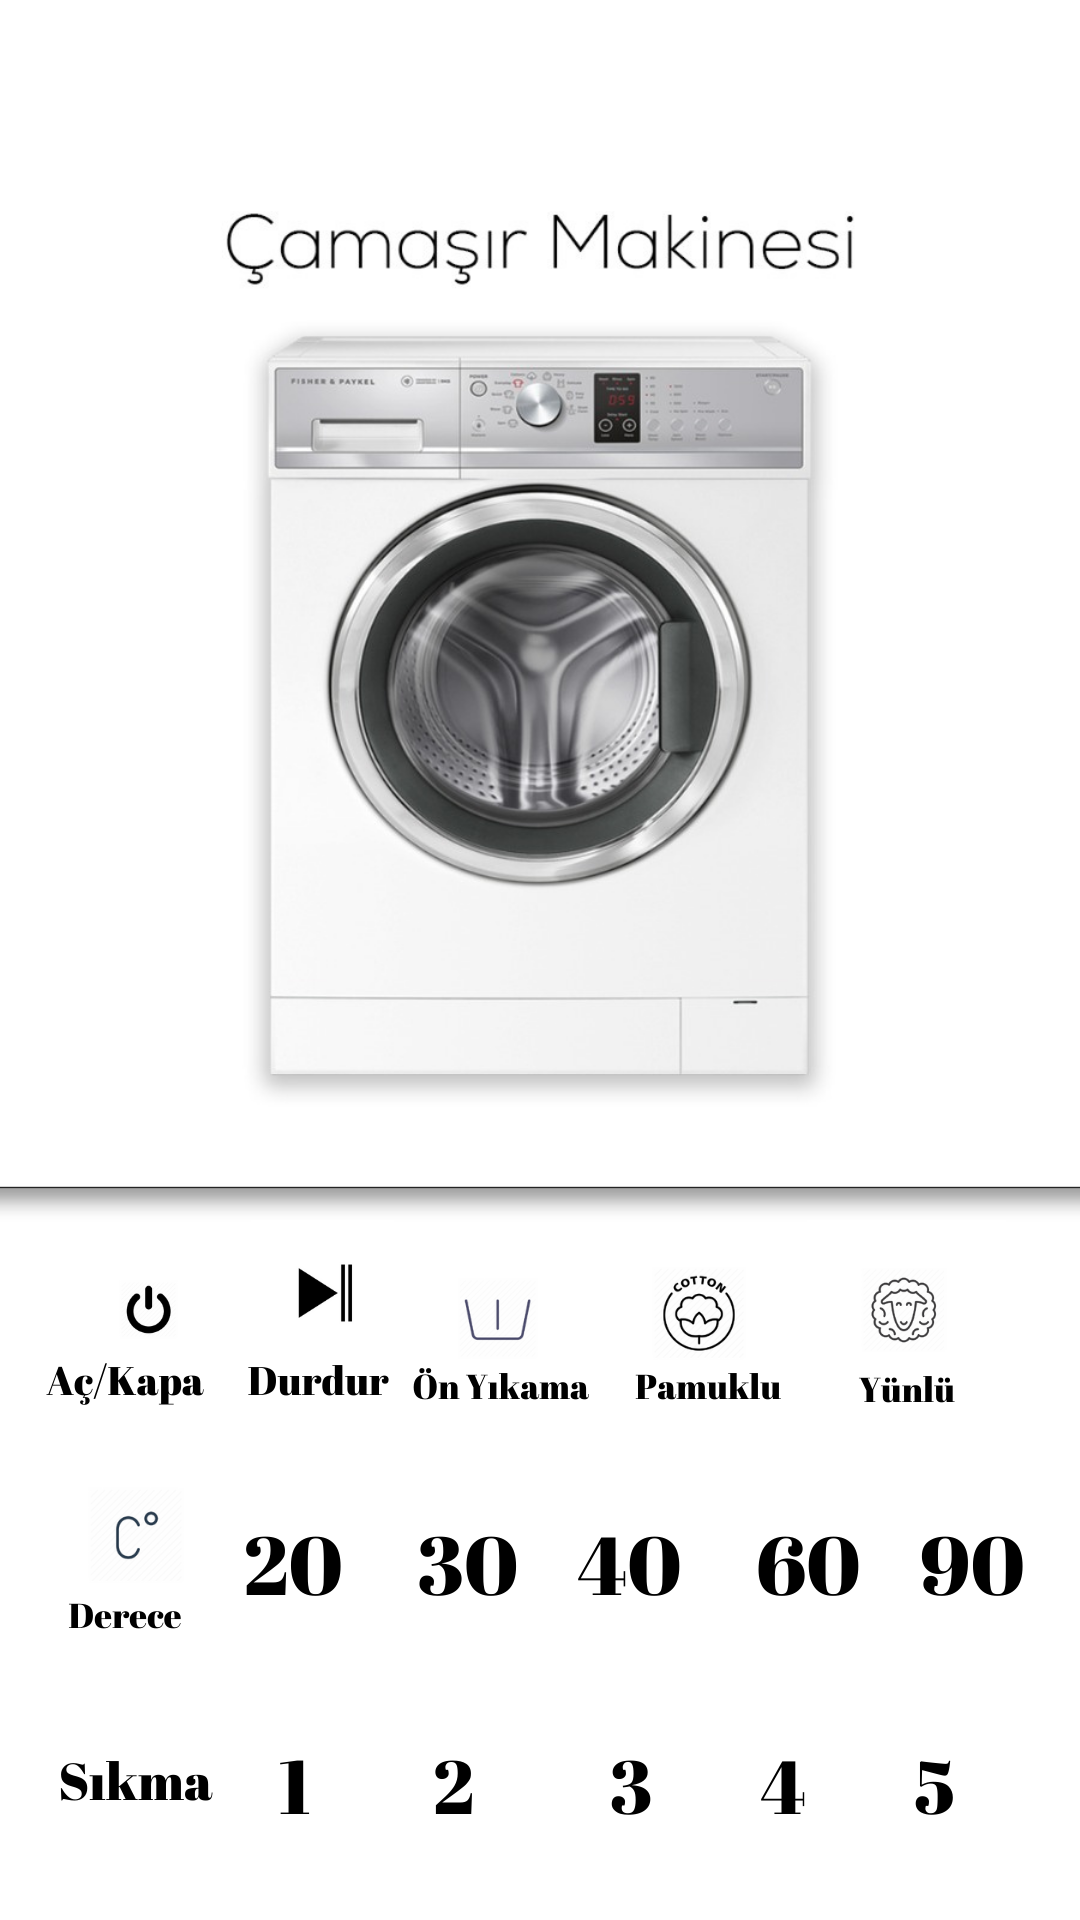 Çamaşır Makinesi
FISHER & PAYKEL
POWER
059
Aç/Kapa
Durdur
Ön Yıkama
COTTON
Pamuklu
Yünlü
C°
Derece
20 30 40 60 90
Sıkma 1 2 3 4 5